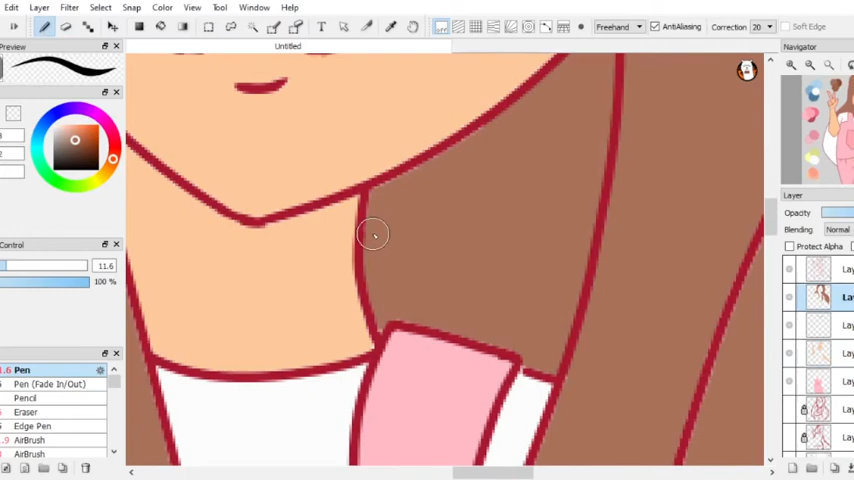 Edit Layer Filter Select Snap Color Window View Tool Help
Freehand AntiAliasing Correction 20 Soft Edge
Preview
Untitled
Navigator
Layer
Opacity
Blending Normal
Protect Alpha
Control
11.6
100 %
Pen
Pen (Fade In/Out)
Pencil
Eraser
Edge Pen
AirBrush
AirBrush